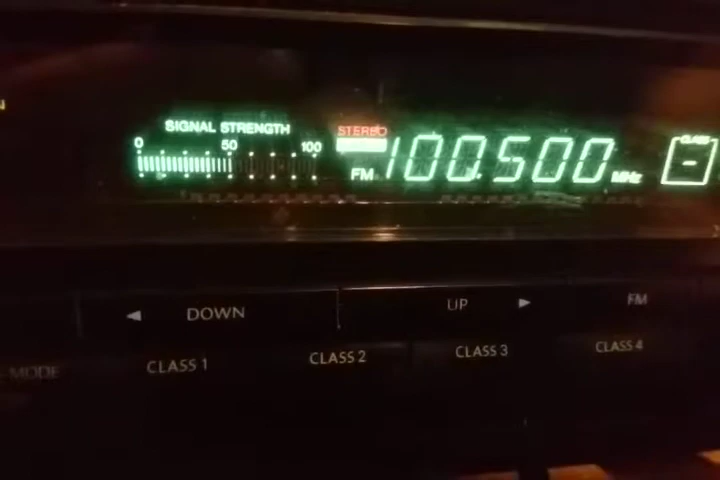 SIGNAL STRENGTH
0 50 100
STEREO
FM 100.500 MHz
CLASS
-
DOWN UP FM
MODE CLASS 1 CLASS 2 CLASS 3 CLASS 4